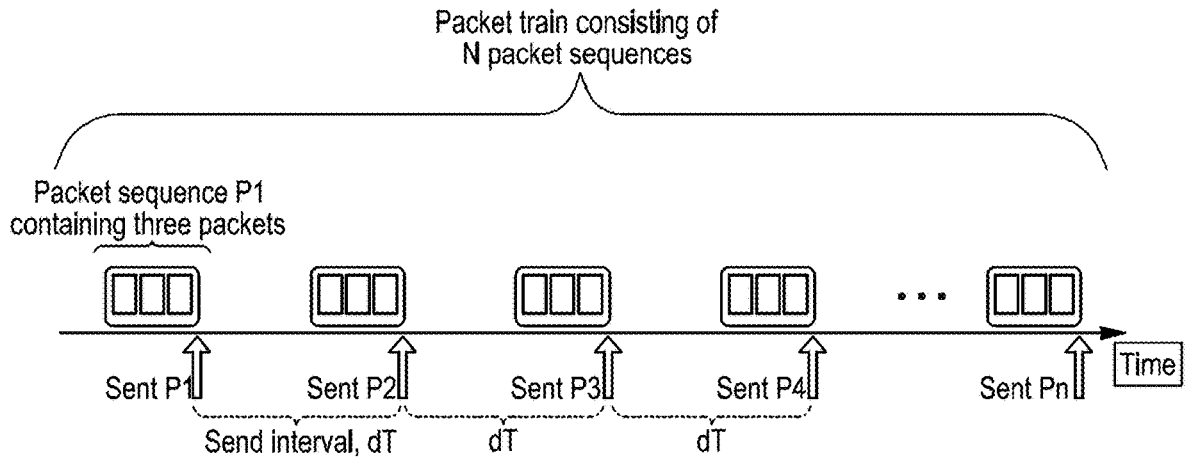 Packet train consisting of
N packet sequences
Packet sequence P1
containing three packets
Sent P1
Sent P2
Sent P3
Sent P4
Sent Pn
Time
Send interval, dT
dT
dT